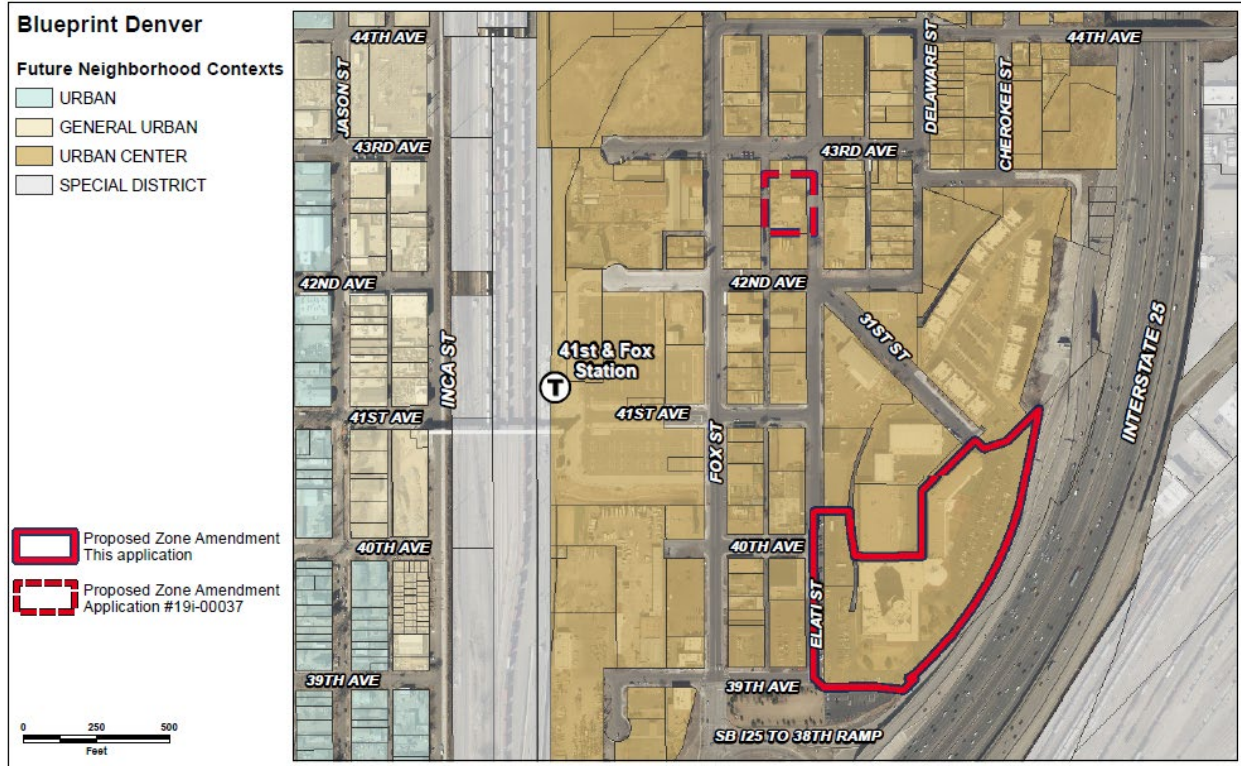 Blueprint Denver
Future Neighborhood Contexts
URBAN
GENERAL URBAN
URBAN CENTER
SPECIAL DISTRICT
Proposed Zone Amendment
This application
Proposed Zone Amendment
Application #19i-00037
0 250 500
Feet
44TH AVE
JASON ST
43RD AVE
42ND AVE
INCA ST
41ST AVE
40TH AVE
39TH AVE
DELAWARE ST
44TH AVE
CHEROKEE ST
43RD AVE
42ND AVE
31ST ST
INTERSTATE 25
41st & Fox
Station
T
41ST AVE
FOX ST
40TH AVE
ELATI ST
39TH AVE
SB I25 TO 38TH RAMP